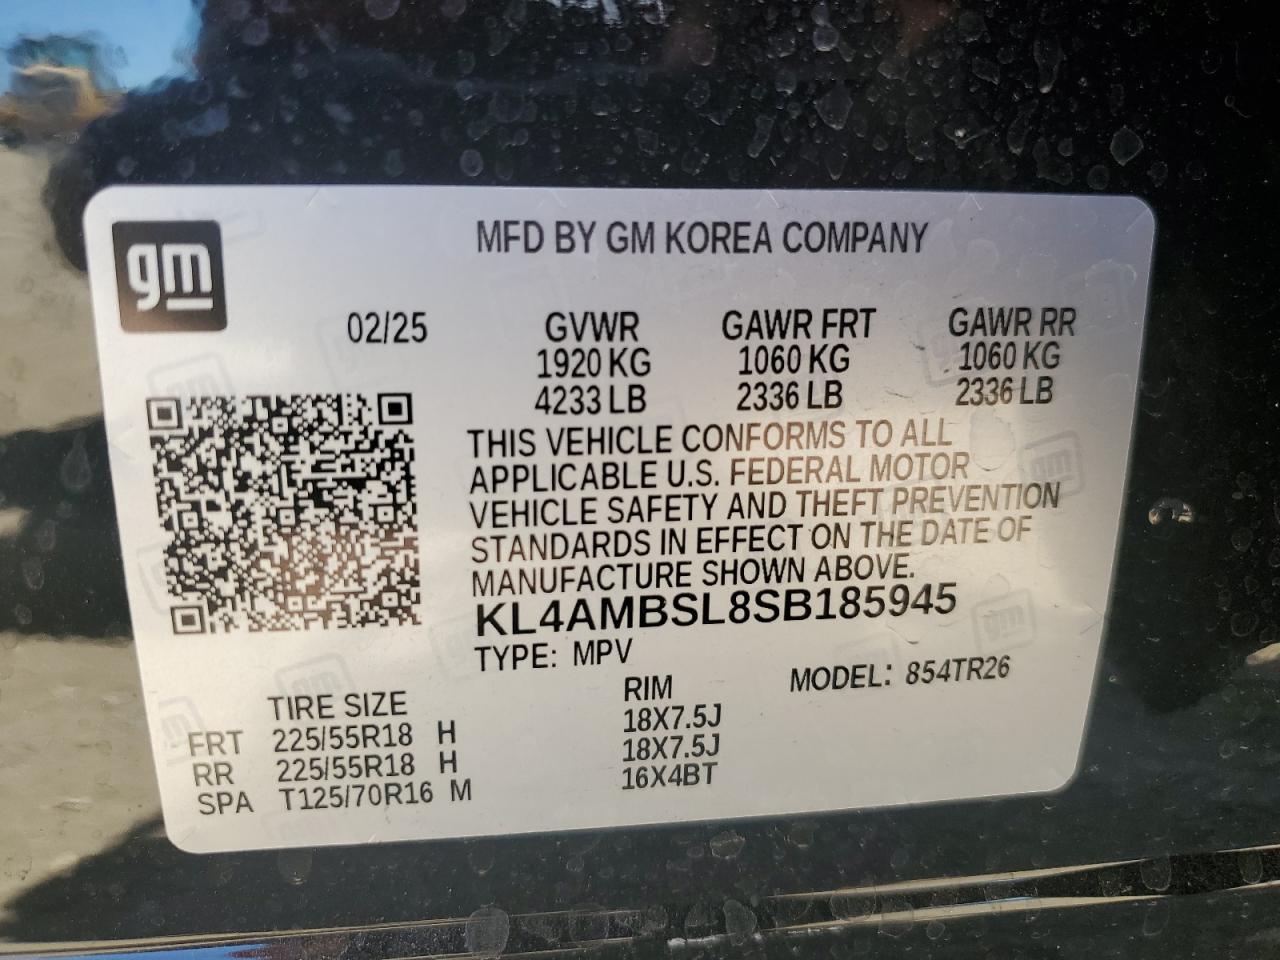 gm
MFD BY GM KOREA COMPANY
02/25 GVWR GAWR FRT GAWR RR
1920 KG 1060 KG 1060 KG
4233 LB 2336 LB 2336 LB
THIS VEHICLE CONFORMS TO ALL
APPLICABLE U.S. FEDERAL MOTOR
VEHICLE SAFETY AND THEFT PREVENTION
STANDARDS IN EFFECT ON THE DATE OF
MANUFACTURE SHOWN ABOVE.
KL4AMBSL8SB185945
TYPE: MPV MODEL: 854TR26
TIRE SIZE RIM
FRT 225/55R18 H 18X7.5J
RR 225/55R18 H 18X7.5J
SPA T125/70R16 M 16X4BT